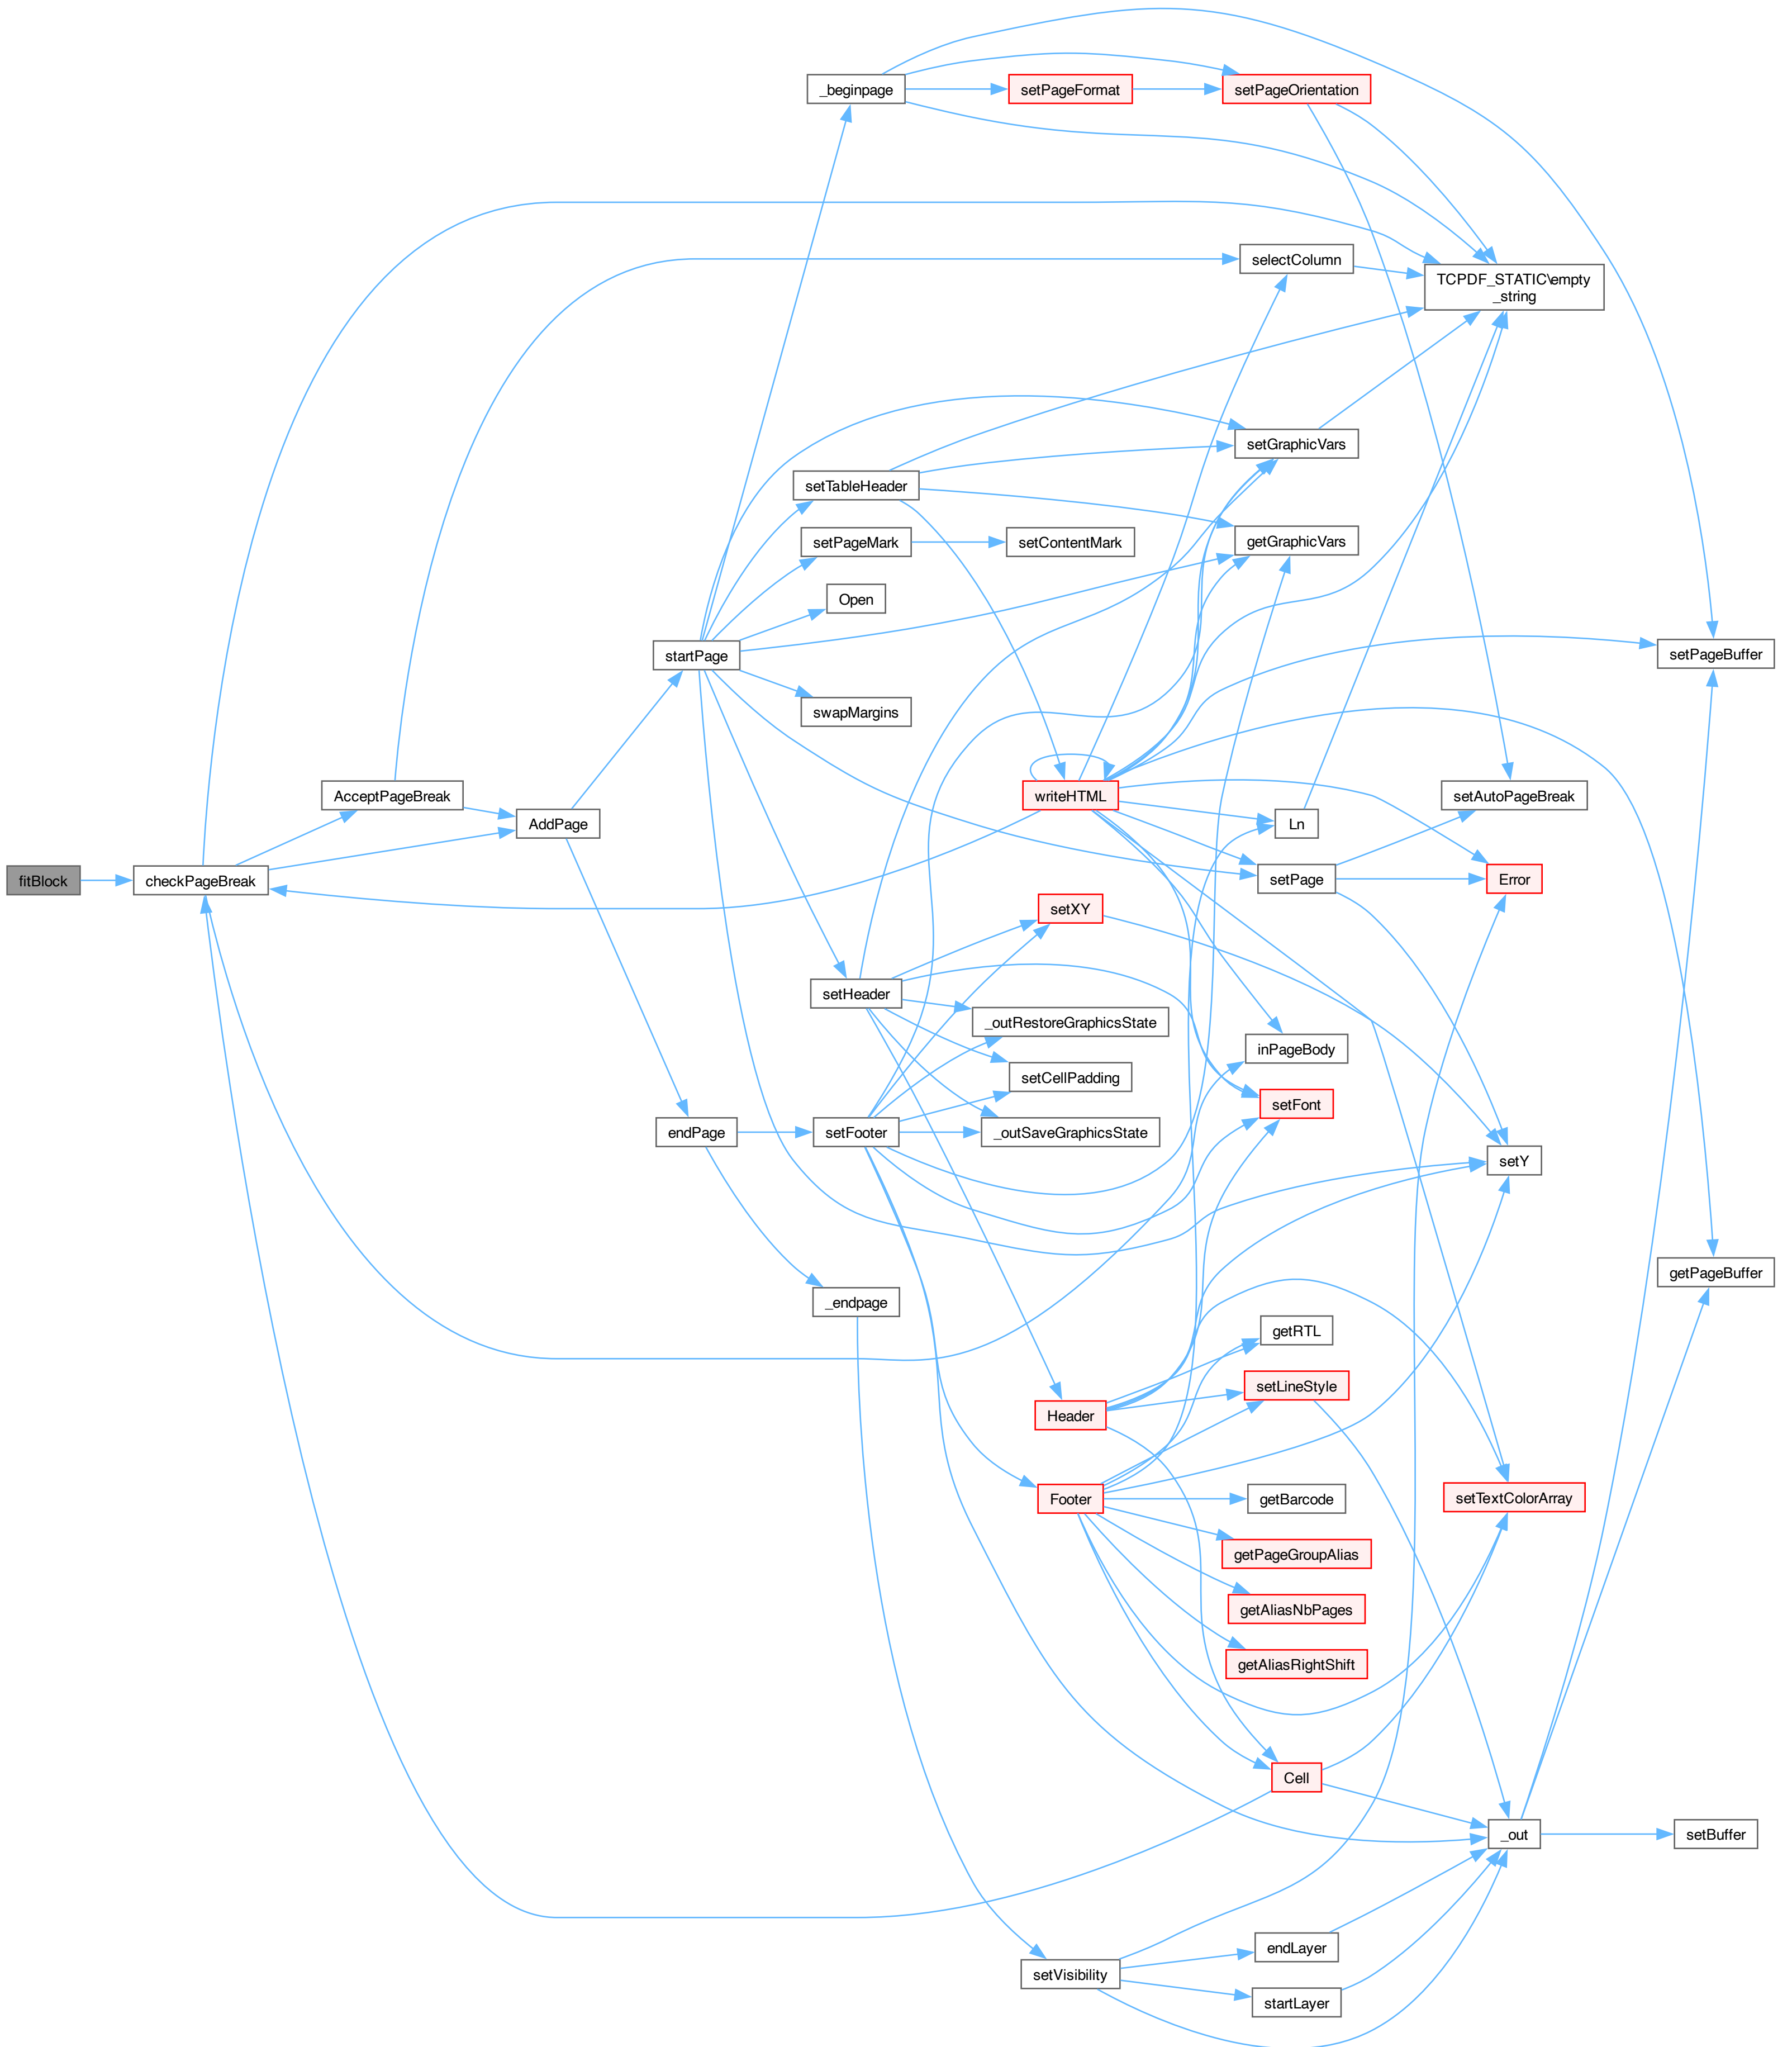 _beginpage
setPageFormat
setPageOrientation
selectColumn
TCPDF_STATIC\empty
_string
setGraphicVars
setTableHeader
setPageMark
setContentMark
getGraphicVars
Open
startPage
setPageBuffer
swapMargins
AcceptPageBreak
writeHTML
setAutoPageBreak
AddPage
Ln
fitBlock
checkPageBreak
setPage
Error
setXY
setHeader
_outRestoreGraphicsState
inPageBody
setCellPadding
setFont
endPage
setFooter
_outSaveGraphicsState
setY
getPageBuffer
_endpage
getRTL
setLineStyle
Header
Footer
getBarcode
setTextColorArray
getPageGroupAlias
getAliasNbPages
getAliasRightShift
Cell
_out
setBuffer
endLayer
setVisibility
startLayer